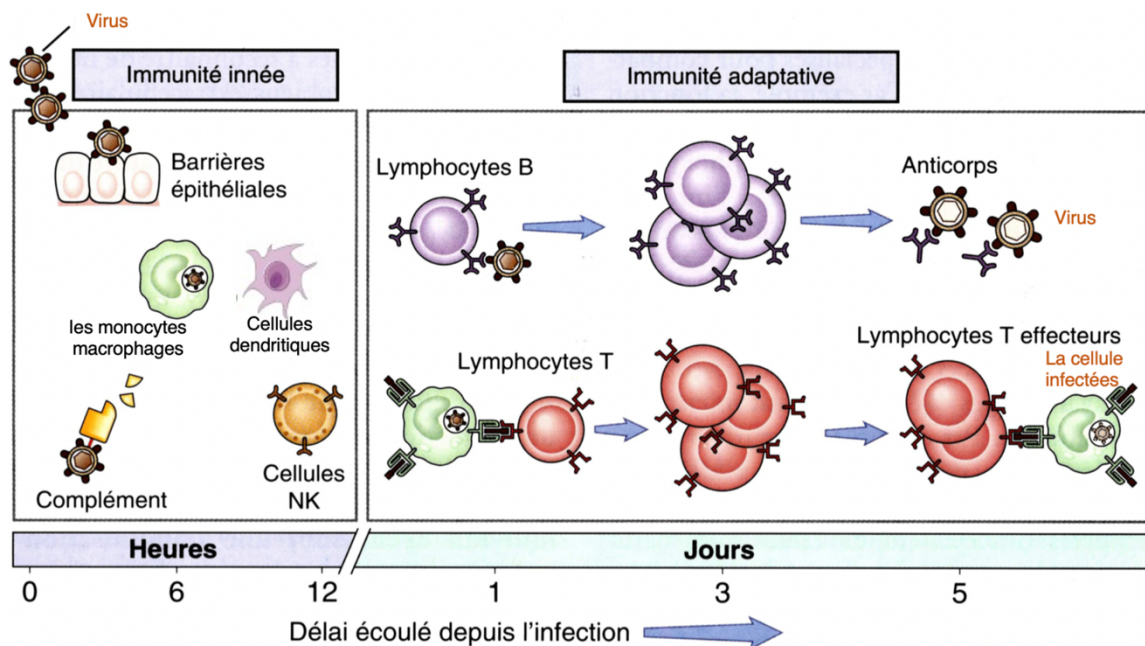 Virus
Immunité innée
Immunité adaptative
Barrières
épithéliales
les monocytes
macrophages
Cellules
dendritiques
Complément
Cellules
NK
Lymphocytes B
Anticorps
Virus
Lymphocytes T
Lymphocytes T effecteurs
La cellule
infectées
Heures
Jours
0
6
12
1
3
5
Délai écoulé depuis l'infection